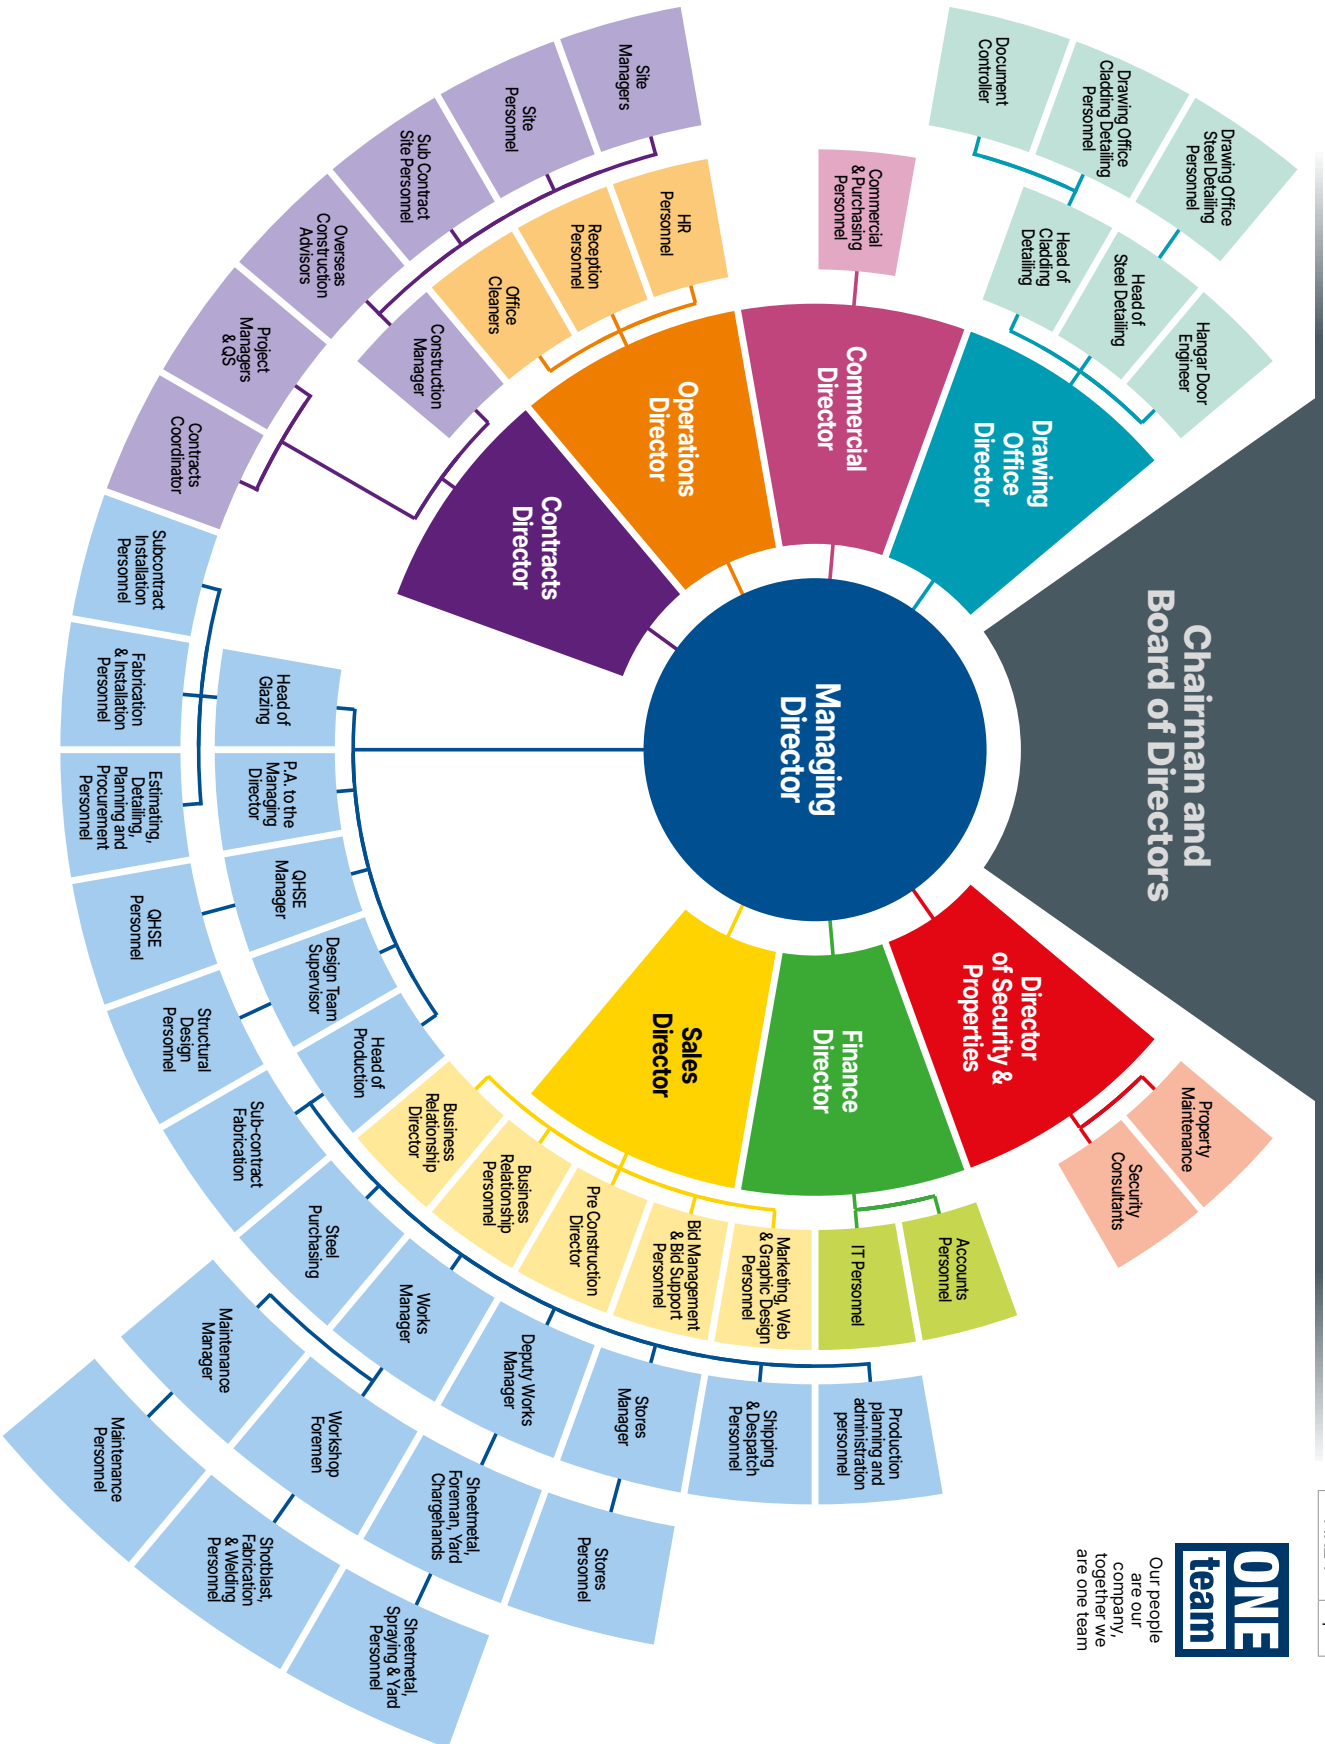 Chairman and
Board of Directors
Managing
Director
Drawing
Office
Director
Commercial
Director
Operations
Director
Contracts
Director
Director
of Security &
Properties
Finance
Director
Sales
Director
Drawing Office
Steel Detailing
Personnel
Drawing Office
Cladding Detailing
Personnel
Document
Controller
Hangar Door
Engineer
Head of
Steel Detailing
Head of
Cladding
Detailing
Commercial
& Purchasing
Personnel
HR
Personnel
Reception
Personnel
Office
Cleaners
Site
Managers
Site
Personnel
Sub Contract
Site Personnel
Overseas
Construction
Advisors
Construction
Manager
Project
Managers
& QS
Contracts
Coordinator
Subcontract
Installation
Personnel
Fabrication
& Installation
Personnel
Estimating,
Detailing,
Planning and
Procurement
Personnel
QHSE
Personnel
Structural
Design
Personnel
Sub-contract
Fabrication
Steel
Purchasing
Works
Manager
Deputy Works
Manager
Stores
Manager
Shipping
& Despatch
Personnel
Production
planning and
administration
personnel
Head of
Glazing
P.A. to the
Managing
Director
QHSE
Manager
Design Team
Supervisor
Head of
Production
Business
Relationship
Director
Business
Relationship
Personnel
Pre Construction
Director
Bid Management
& Bid Support
Personnel
Marketing, Web
& Graphic Design
Personnel
IT Personnel
Accounts
Personnel
Security
Consultants
Property
Maintenance
Maintenance
Manager
Workshop
Foremen
Sheetmetal,
Foreman, Yard
Chargehands
Stores
Personnel
Maintenance
Personnel
Shotblast,
Fabrication
& Welding
Personnel
Sheetmetal,
Spraying & Yard
Personnel
ONE
team
Our people
are our
company,
together we
are one team